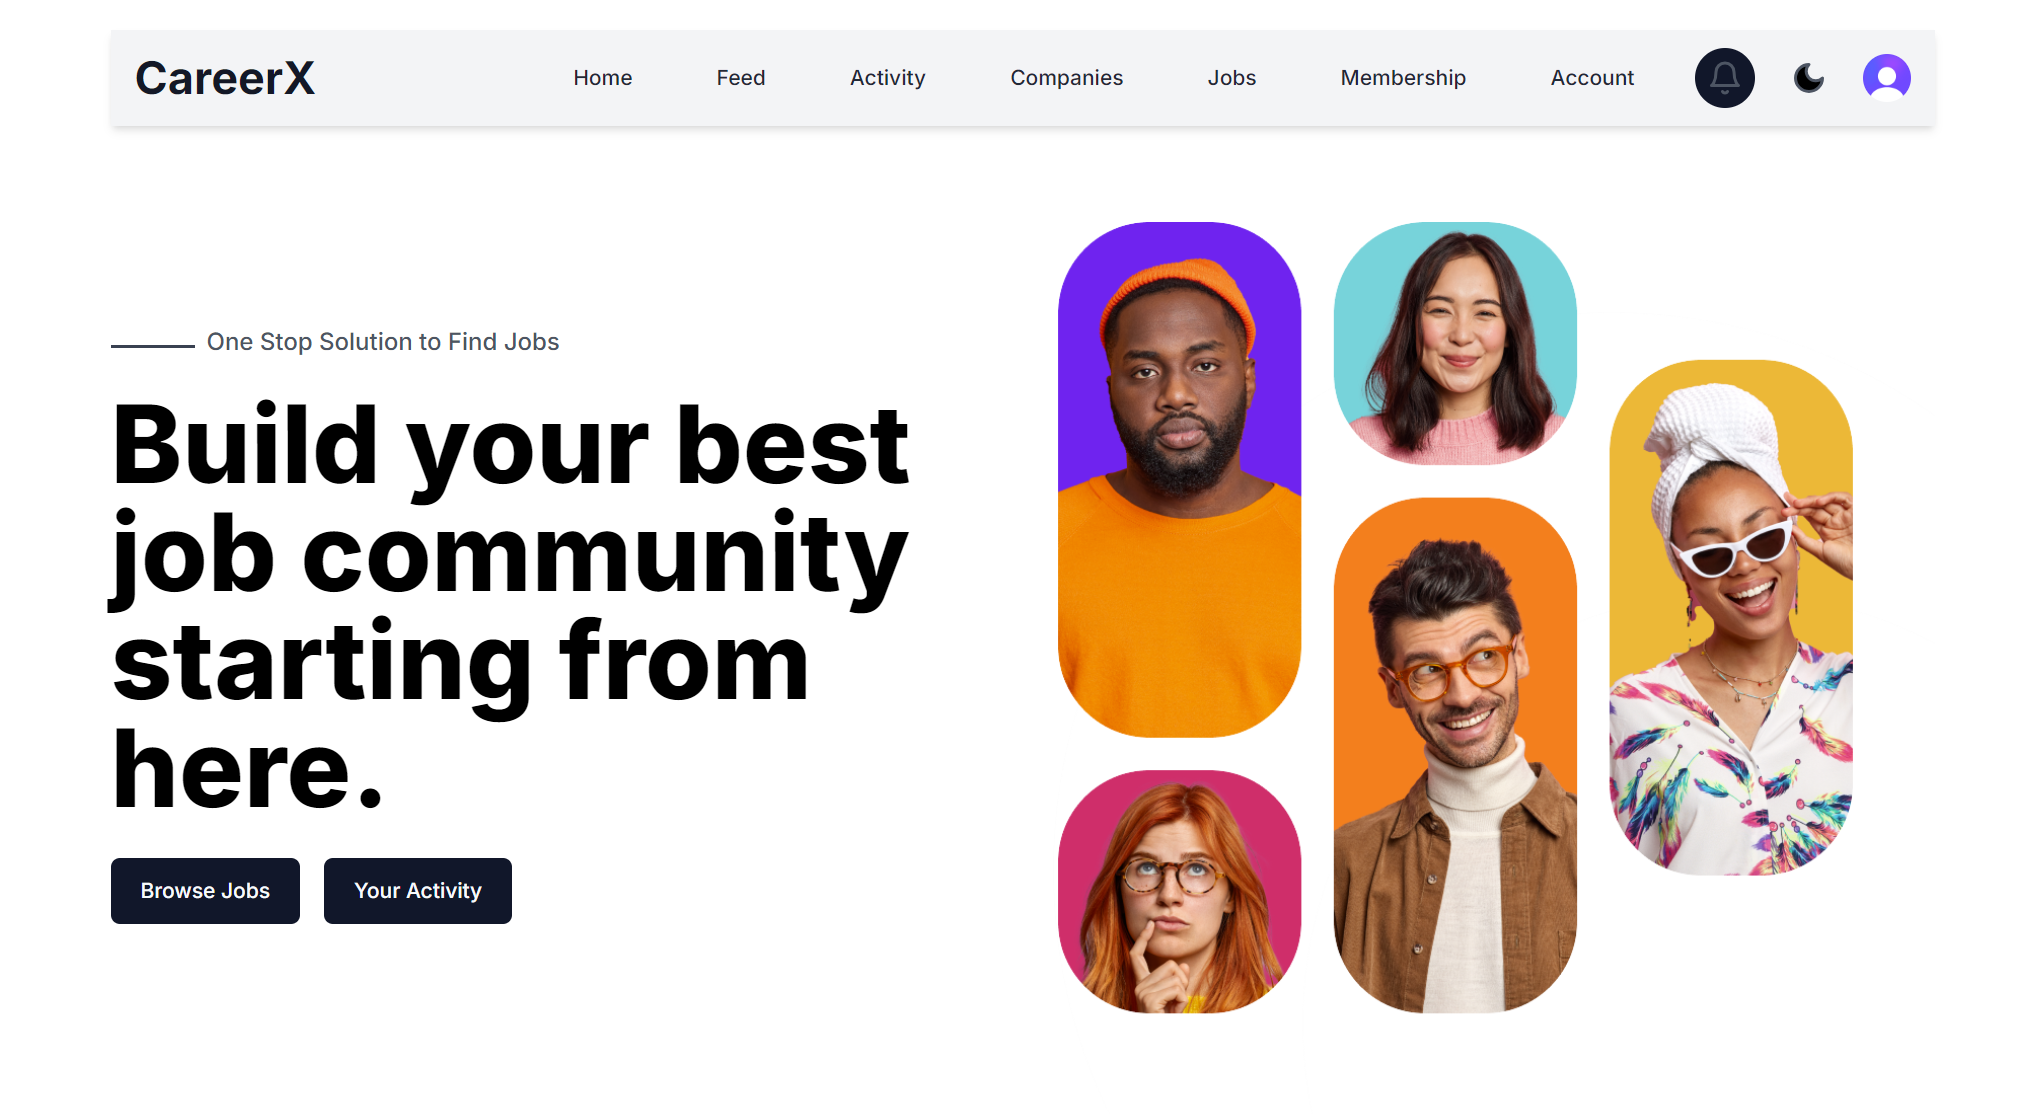 CareerX
Home Feed Activity Companies Jobs Membership Account
One Stop Solution to Find Jobs
Build your best
job community
starting from
here.
Browse Jobs Your Activity